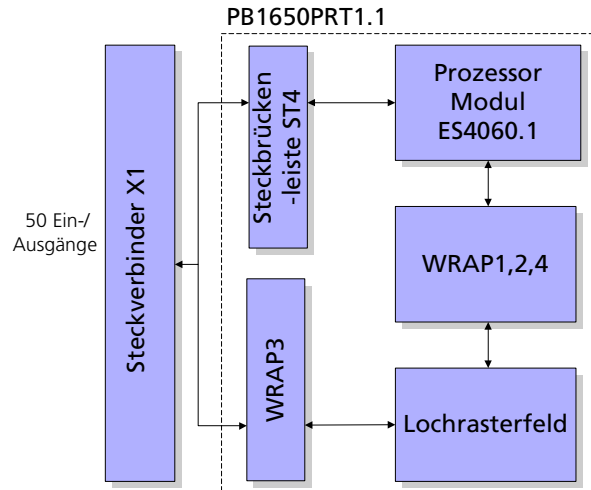 PB1650PRT1.1
50 Ein-/
Ausgänge
Steckverbinder X1
Steckbrücken
-leiste ST4
Prozessor
Modul
ES4060.1
WRAP1,2,4
WRAP3
Lochrasterfeld